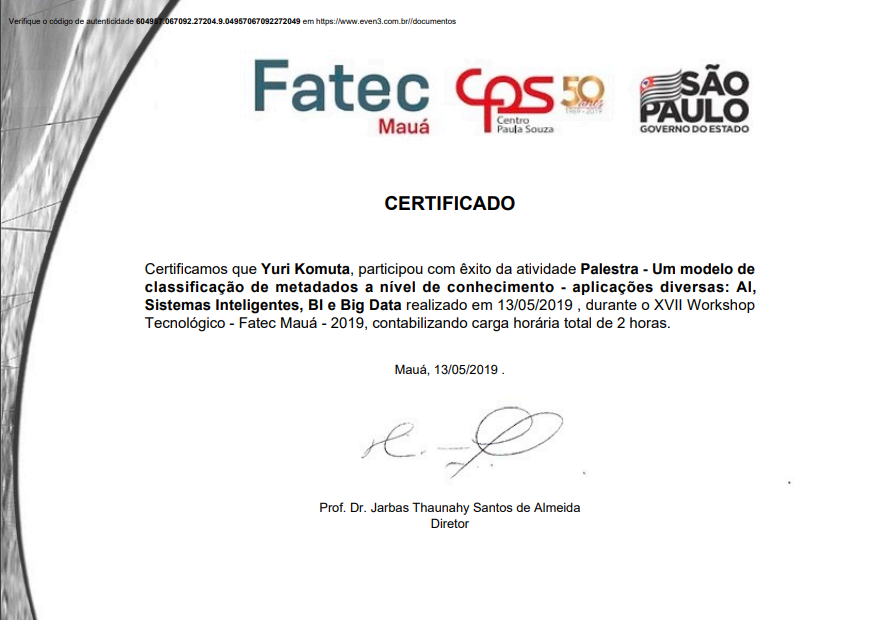 Verifique o código de autenticidade 604957.067092.27204.9.04957067092272049 em https://www.even3.com.br//documentos
Fatec
Mauá
CPS
Centro
Paula Souza
50
anos
1969 - 2019
SÃO
PAULO
GOVERNO DO ESTADO
CERTIFICADO
Certificamos que Yuri Komuta, participou com êxito da atividade Palestra - Um modelo de
classificação de metadados a nível de conhecimento - aplicações diversas: AI,
Sistemas Inteligentes, BI e Big Data realizado em 13/05/2019 , durante o XVII Workshop
Tecnológico - Fatec Mauá - 2019, contabilizando carga horária total de 2 horas.
Mauá, 13/05/2019 .
Prof. Dr. Jarbas Thaunahy Santos de Almeida
Diretor